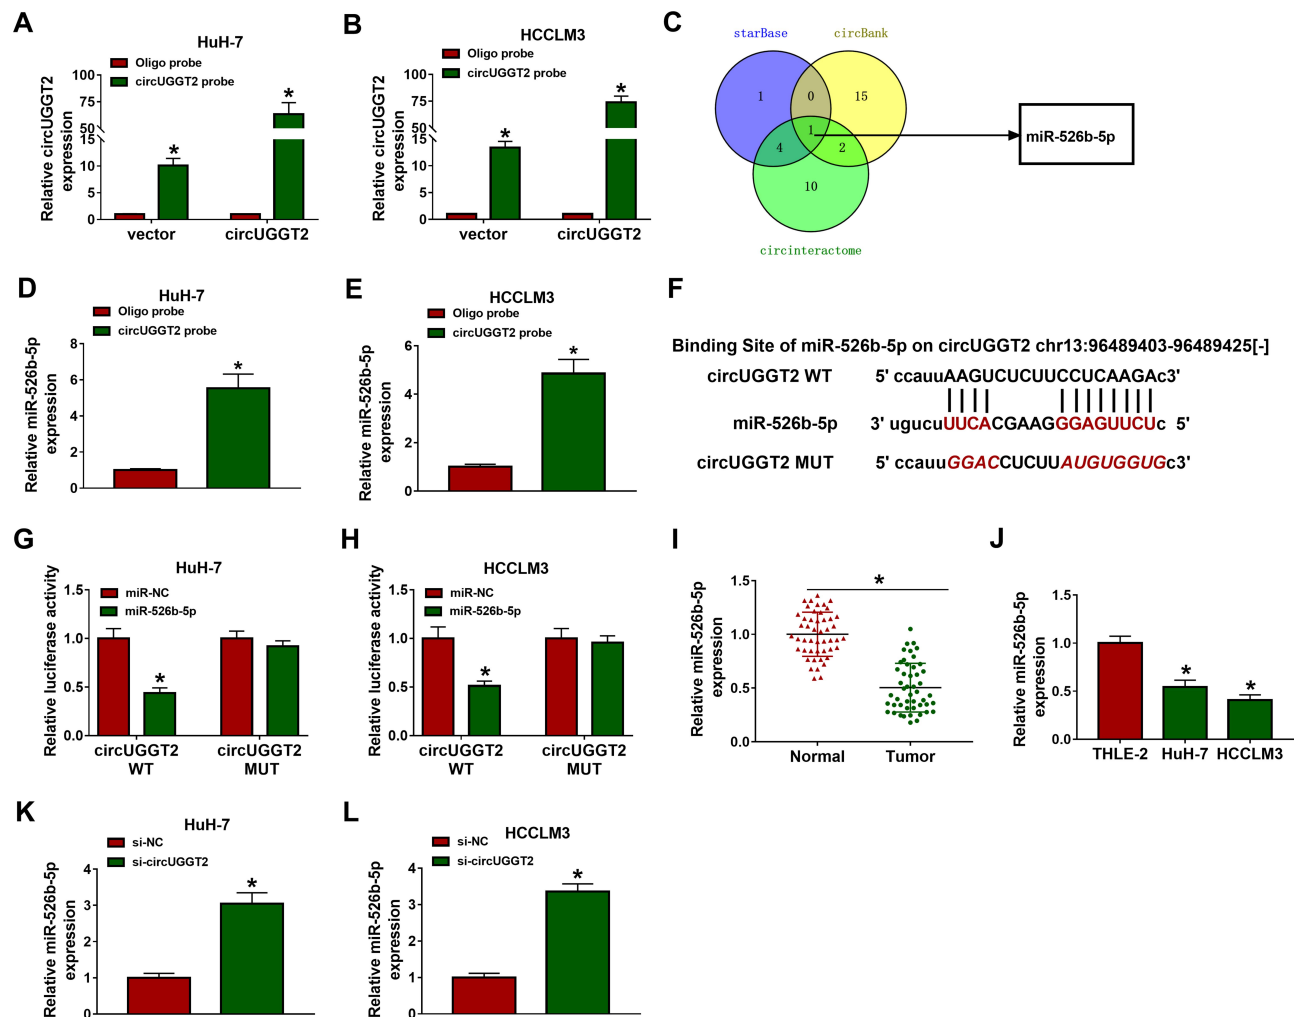 A
HuH-7
Oligo probe
circUGGT2 probe
Relative circUGGT2
expression
100
75
50
15
10
5
0
*
*
vector
circUGGT2
B
HCCLM3
Oligo probe
circUGGT2 probe
Relative circUGGT2
expression
100
75
50
15
10
5
0
*
*
vector
circUGGT2
C
starBase
circBank
1
0
15
1
4
2
10
circinteractome
miR-526b-5p
D
HuH-7
Oligo probe
circUGGT2 probe
Relative miR-526b-5p
expression
8
6
4
2
0
*
E
HCCLM3
Oligo probe
circUGGT2 probe
Relative miR-526b-5p
expression
6
4
2
0
*
F
Binding Site of miR-526b-5p on circUGGT2 chr13:96489403-96489425[-]
circUGGT2 WT 5' ccauuAAGUCUCUUCCUCAAGAc3'
miR-526b-5p 3' ugucuUUCACGAAGGGAGUUCUc 5'
circUGGT2 MUT 5' ccauuGGACCUCUUAUGUGGUGc3'
G
HuH-7
miR-NC
miR-526b-5p
Relative luciferase activity
1.5
1.0
0.5
0.0
*
circUGGT2 circUGGT2
WT MUT
H
HCCLM3
miR-NC
miR-526b-5p
Relative luciferase activity
1.5
1.0
0.5
0.0
*
circUGGT2 circUGGT2
WT MUT
I
Relative miR-526b-5p
expression
1.5
1.0
0.5
0.0
*
Normal Tumor
J
Relative miR-526b-5p
expression
1.5
1.0
0.5
0.0
*
*
THLE-2 HuH-7 HCCLM3
K
HuH-7
si-NC
si-circUGGT2
Relative miR-526b-5p
expression
4
3
2
1
0
*
L
HCCLM3
si-NC
si-circUGGT2
Relative miR-526b-5p
expression
4
3
2
1
0
*